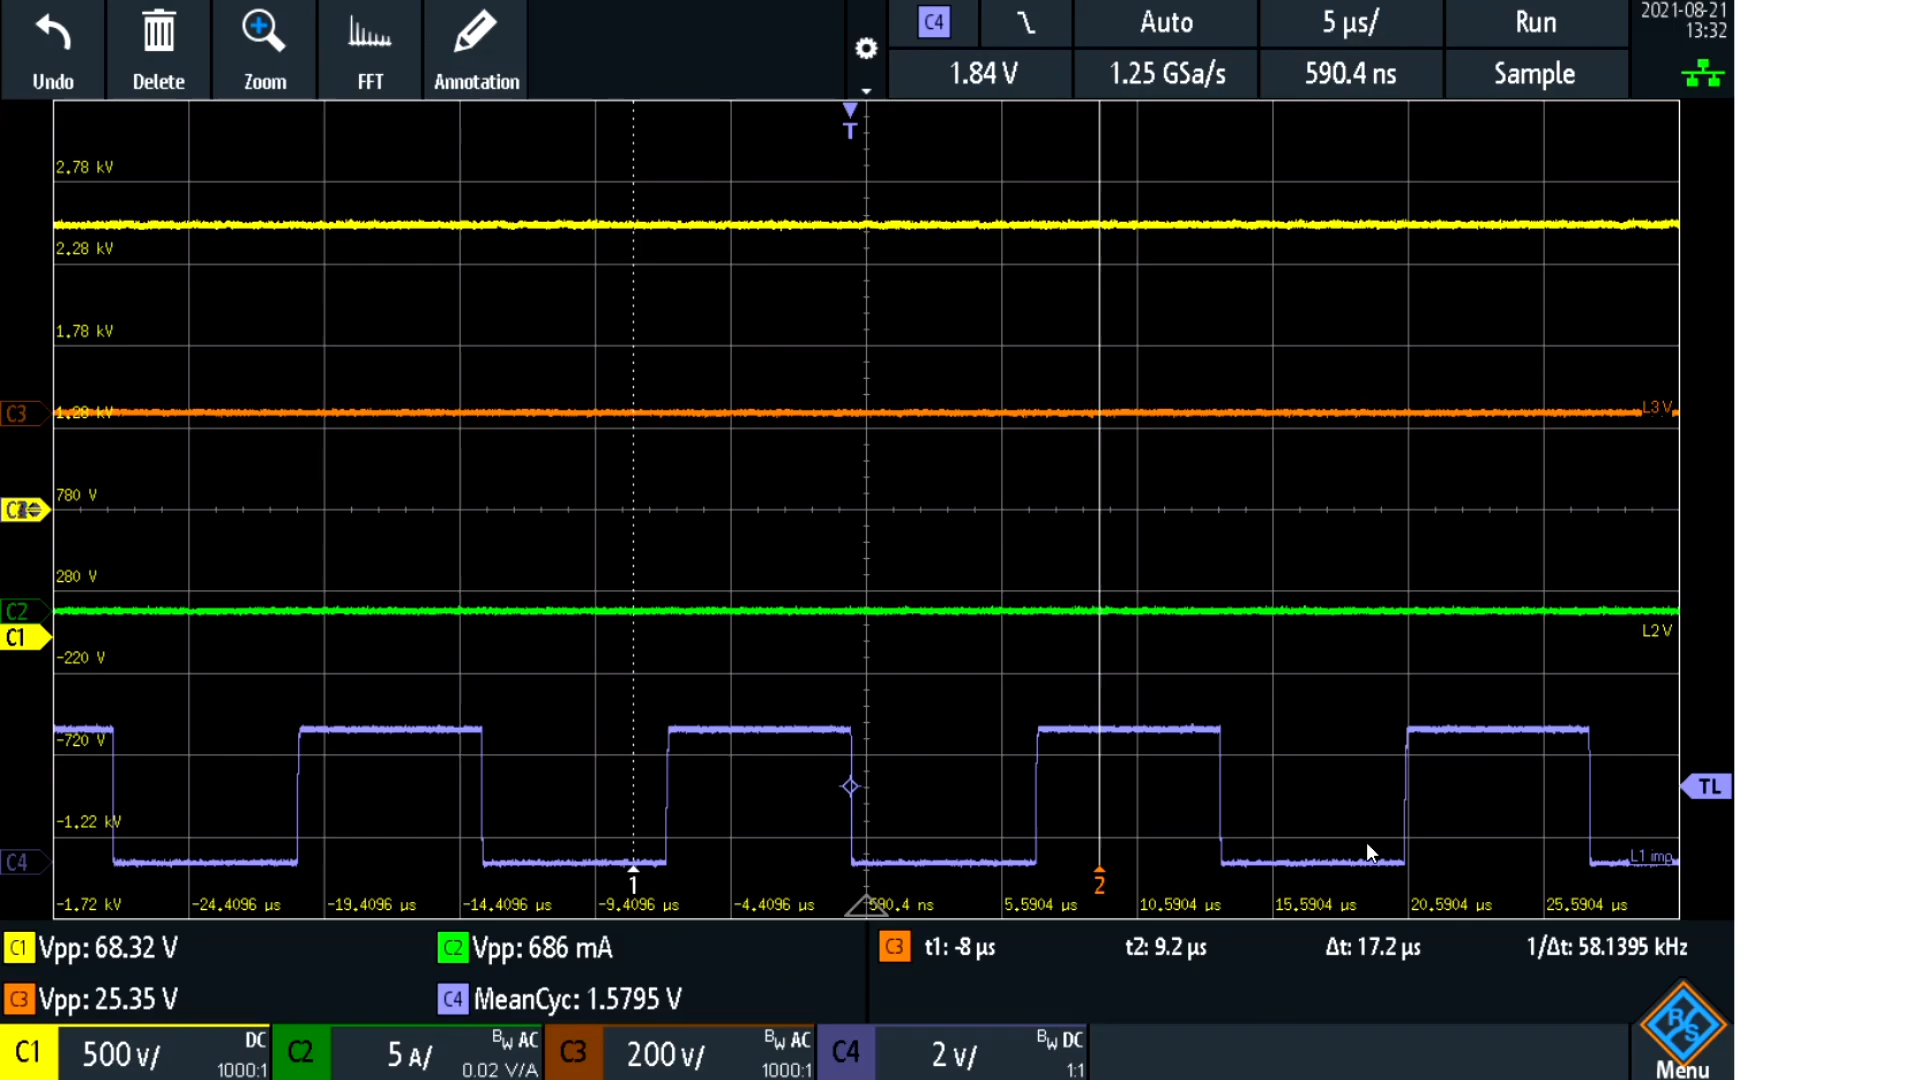 Undo
Delete
Zoom
FFT
Annotation
C4
Auto
5 µs/
Run
1.84 V
1.25 GSa/s
590.4 ns
Sample
2021-08-21
13:32
T
2.78 kV
2.28 kV
1.78 kV
C3
1.28 kV
L3 V
780 V
280 V
C2
C1
L2 V
-220 V
-720 V
TL
-1.22 kV
C4
L1 imp
1
2
-1.72 kV
-24.4096 µs
-19.4096 µs
-14.4096 µs
-9.4096 µs
-4.4096 µs
590.4 ns
5.5904 µs
10.5904 µs
15.5904 µs
20.5904 µs
25.5904 µs
C1 Vpp: 68.32 V
C2 Vpp: 686 mA
C3 t1: -8 µs
t2: 9.2 µs
Δt: 17.2 µs
1/Δt: 58.1395 kHz
C3 Vpp: 25.35 V
C4 MeanCyc: 1.5795 V
C1
500 V/
DC
1000:1
C2
5 A/
BW AC
0.02 V/A
C3
200 V/
BW AC
1000:1
C4
2 V/
BW DC
1:1
R&S
Menu